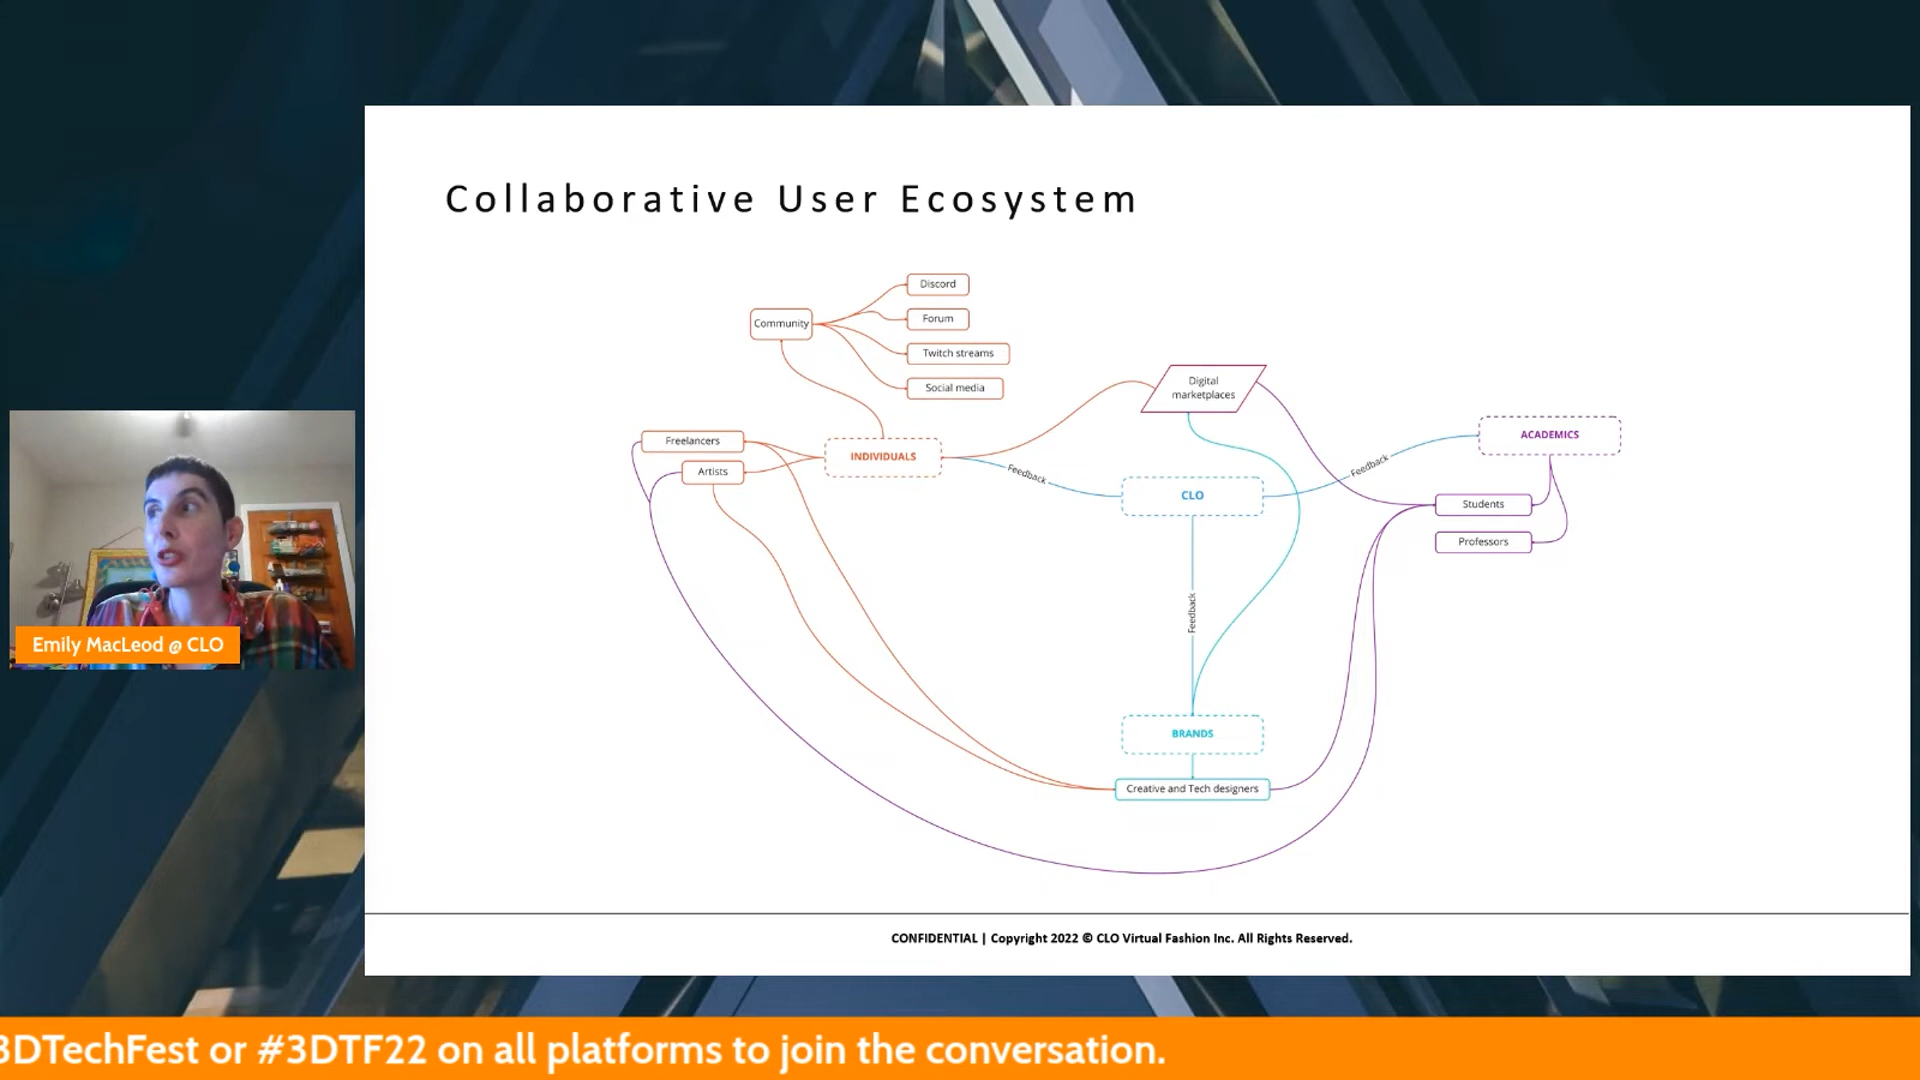 Collaborative User Ecosystem
Discord
Community
Forum
Twitch streams
Social media
Digital
marketplaces
Freelancers
Artists
INDIVIDUALS
ACADEMICS
Feedback
Feedback
CLO
Students
Professors
Feedback
BRANDS
Creative and Tech designers
CONFIDENTIAL | Copyright 2022 © CLO Virtual Fashion Inc. All Rights Reserved.
Emily MacLeod @ CLO
3DTechFest or #3DTF22 on all platforms to join the conversation.